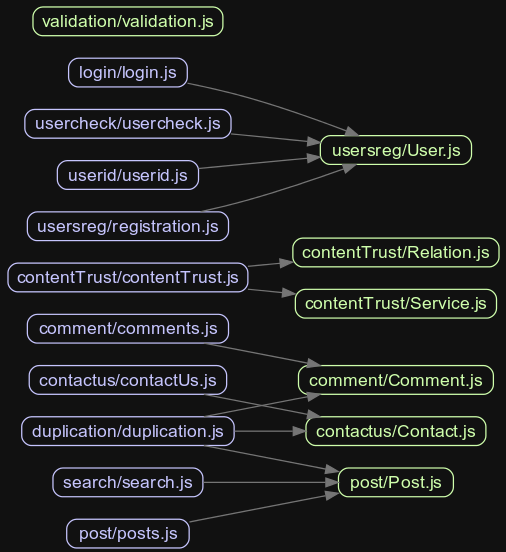 validation/validation.js
login/login.js
usercheck/usercheck.js
usersreg/User.js
userid/userid.js
usersreg/registration.js
contentTrust/Relation.js
contentTrust/contentTrust.js
contentTrust/Service.js
comment/comments.js
contactus/contactUs.js
comment/Comment.js
duplication/duplication.js
contactus/Contact.js
search/search.js
post/Post.js
post/posts.js